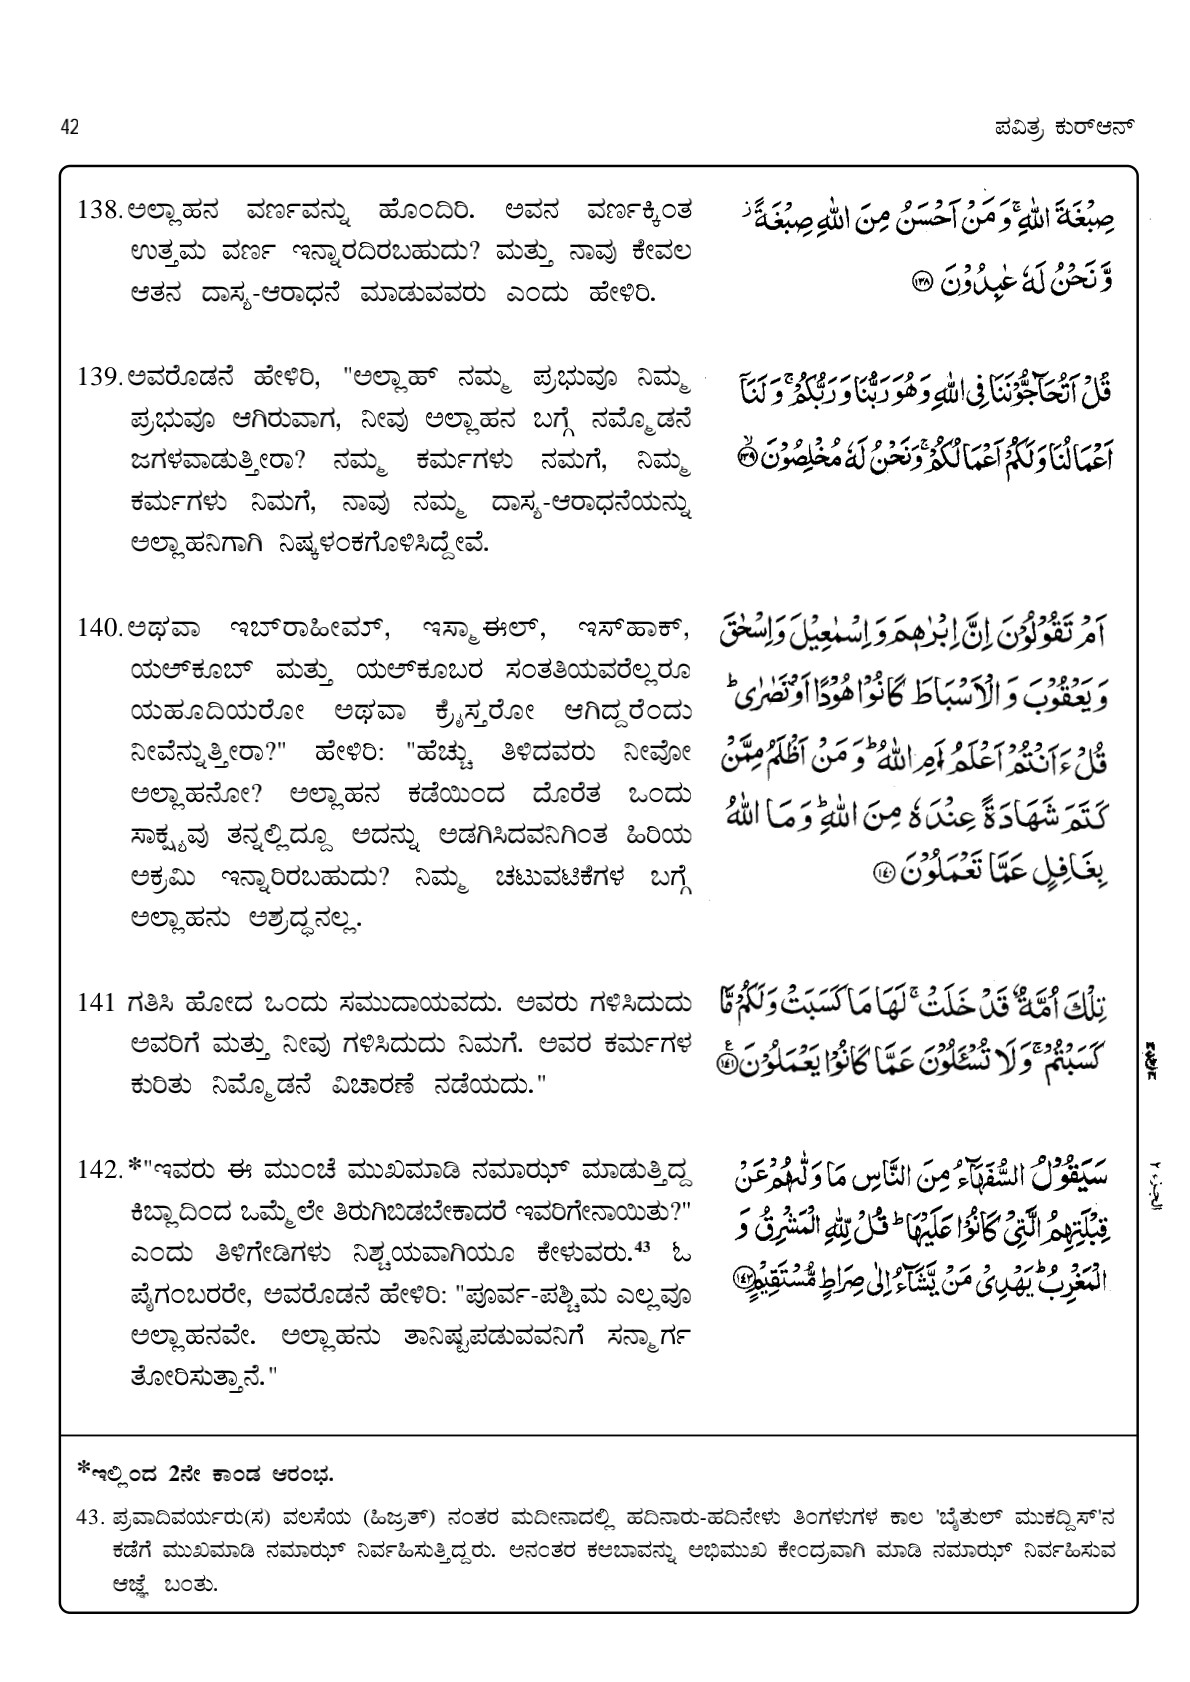 42
ಪವಿತ್ರ ಕುರ್‌ಆನ್
138. ಅಲ್ಲಾಹನ ವರ್ಣವನ್ನು ಹೊಂದಿರಿ. ಅವನ ವರ್ಣಕ್ಕಿಂತ
ಉತ್ತಮ ವರ್ಣ ಇನ್ನಾರದಿರಬಹುದು? ಮತ್ತು ನಾವು ಕೇವಲ
ಆತನ ದಾಸ್ಯ-ಆರಾಧನೆ ಮಾಡುವವರು ಎಂದು ಹೇಳಿರಿ.
صِبْغَةَ اللّٰهِ ۚ وَمَنْ اَحْسَنُ مِنَ اللّٰهِ صِبْغَةً ؗ
وَّنَحْنُ لَهٗ عٰبِدُوْنَ ﴿۱۳۸﴾
139. ಅವರೊಡನೆ ಹೇಳಿರಿ, "ಅಲ್ಲಾಹ್ ನಮ್ಮ ಪ್ರಭುವೂ ನಿಮ್ಮ
ಪ್ರಭುವೂ ಆಗಿರುವಾಗ, ನೀವು ಅಲ್ಲಾಹನ ಬಗ್ಗೆ ನಮ್ಮೊಡನೆ
ಜಗಳವಾಡುತ್ತೀರಾ? ನಮ್ಮ ಕರ್ಮಗಳು ನಮಗೆ, ನಿಮ್ಮ
ಕರ್ಮಗಳು ನಿಮಗೆ, ನಾವು ನಮ್ಮ ದಾಸ್ಯ-ಆರಾಧನೆಯನ್ನು
ಅಲ್ಲಾಹನಿಗಾಗಿ ನಿಷ್ಕಳಂಕಗೊಳಿಸಿದ್ದೇವೆ.
قُلْ اَتُحَآجُّوْنَنَا فِى اللّٰهِ وَهُوَ رَبُّنَا وَرَبُّكُمْ ۚ وَلَنَآ
اَعْمَالُنَا وَلَكُمْ اَعْمَالُكُمْ ۚ وَنَحْنُ لَهٗ مُخْلِصُوْنَ ﴿۱۳۹﴾ ۙ
140. ಅಥವಾ ಇಬ್‌ರಾಹೀಮ್, ಇಸ್ಮಾಈಲ್, ಇಸ್‌ಹಾಕ್,
ಯಅ್‌ಕೂಬ್ ಮತ್ತು ಯಅ್‌ಕೂಬರ ಸಂತತಿಯವರೆಲ್ಲರೂ
ಯಹೂದಿಯರೋ ಅಥವಾ ಕ್ರೈಸ್ತರೋ ಆಗಿದ್ದರೆಂದು
ನೀವೆನ್ನುತ್ತೀರಾ?" ಹೇಳಿರಿ: "ಹೆಚ್ಚು ತಿಳಿದವರು ನೀವೋ
ಅಲ್ಲಾಹನೋ? ಅಲ್ಲಾಹನ ಕಡೆಯಿಂದ ದೊರೆತ ಒಂದು
ಸಾಕ್ಷ್ಯವು ತನ್ನಲ್ಲಿದ್ದೂ ಅದನ್ನು ಅಡಗಿಸಿದವನಿಗಿಂತ ಹಿರಿಯ
ಅಕ್ರಮಿ ಇನ್ನಾರಿರಬಹುದು? ನಿಮ್ಮ ಚಟುವಟಿಕೆಗಳ ಬಗ್ಗೆ
ಅಲ್ಲಾಹನು ಅಶ್ರದ್ಧನಲ್ಲ.
اَمْ تَقُوْلُوْنَ اِنَّ اِبْرٰهٖمَ وَاِسْمٰعِيْلَ وَاِسْحٰقَ
وَيَعْقُوْبَ وَالْاَسْبَاطَ كَانُوْا هُوْدًا اَوْ نَصٰرٰى ؕ
قُلْ ءَاَنْتُمْ اَعْلَمُ اَمِ اللّٰهُ ؕ وَمَنْ اَظْلَمُ مِمَّنْ
كَتَمَ شَهَادَةً عِنْدَهٗ مِنَ اللّٰهِ ؕ وَمَا اللّٰهُ
بِغَافِلٍ عَمَّا تَعْمَلُوْنَ ﴿۱۴۰﴾
141 ಗತಿಸಿ ಹೋದ ಒಂದು ಸಮುದಾಯವದು. ಅವರು ಗಳಿಸಿದುದು
ಅವರಿಗೆ ಮತ್ತು ನೀವು ಗಳಿಸಿದುದು ನಿಮಗೆ. ಅವರ ಕರ್ಮಗಳ
ಕುರಿತು ನಿಮ್ಮೊಡನೆ ವಿಚಾರಣೆ ನಡೆಯದು."
تِلْكَ اُمَّةٌ قَدْ خَلَتْ ۚ لَهَا مَا كَسَبَتْ وَلَكُمْ مَّا
كَسَبْتُمْ ۚ وَلَا تُسْـَٔلُوْنَ عَمَّا كَانُوْا يَعْمَلُوْنَ ﴿۱۴۱﴾ ع
142. *"ಇವರು ಈ ಮುಂಚೆ ಮುಖಮಾಡಿ ನಮಾಝ್ ಮಾಡುತ್ತಿದ್ದ
ಕಿಬ್ಲಾದಿಂದ ಒಮ್ಮೆಲೇ ತಿರುಗಿಬಿಡಬೇಕಾದರೆ ಇವರಿಗೇನಾಯಿತು?"
ಎಂದು ತಿಳಿಗೇಡಿಗಳು ನಿಶ್ಚಯವಾಗಿಯೂ ಕೇಳುವರು.43 ಓ
ಪೈಗಂಬರರೇ, ಅವರೊಡನೆ ಹೇಳಿರಿ: "ಪೂರ್ವ-ಪಶ್ಚಿಮ ಎಲ್ಲವೂ
ಅಲ್ಲಾಹನವೇ. ಅಲ್ಲಾಹನು ತಾನಿಷ್ಟಪಡುವವನಿಗೆ ಸನ್ಮಾರ್ಗ
ತೋರಿಸುತ್ತಾನೆ."
سَيَقُوْلُ السُّفَهَآءُ مِنَ النَّاسِ مَا وَلّٰىهُمْ عَنْ
قِبْلَتِهِمُ الَّتِىْ كَانُوْا عَلَيْهَا ؕ قُلْ لِّلّٰهِ الْمَشْرِقُ وَ
الْمَغْرِبُ ؕ يَهْدِىْ مَنْ يَّشَآءُ اِلٰى صِرَاطٍ مُّسْتَقِيْمٍ ﴿۱۴۲﴾
الجزء ۲
*ಇಲ್ಲಿಂದ 2ನೇ ಕಾಂಡ ಆರಂಭ.
43. ಪ್ರವಾದಿವರ್ಯರು(ಸ) ವಲಸೆಯ (ಹಿಜ್ರತ್) ನಂತರ ಮದೀನಾದಲ್ಲಿ ಹದಿನಾರು-ಹದಿನೇಳು ತಿಂಗಳುಗಳ ಕಾಲ 'ಬೈತುಲ್ ಮುಕದ್ದಿಸ್'ನ
ಕಡೆಗೆ ಮುಖಮಾಡಿ ನಮಾಝ್ ನಿರ್ವಹಿಸುತ್ತಿದ್ದರು. ಅನಂತರ ಕಅಬಾವನ್ನು ಅಭಿಮುಖ ಕೇಂದ್ರವಾಗಿ ಮಾಡಿ ನಮಾಝ್ ನಿರ್ವಹಿಸುವ
ಆಜ್ಞೆ ಬಂತು.